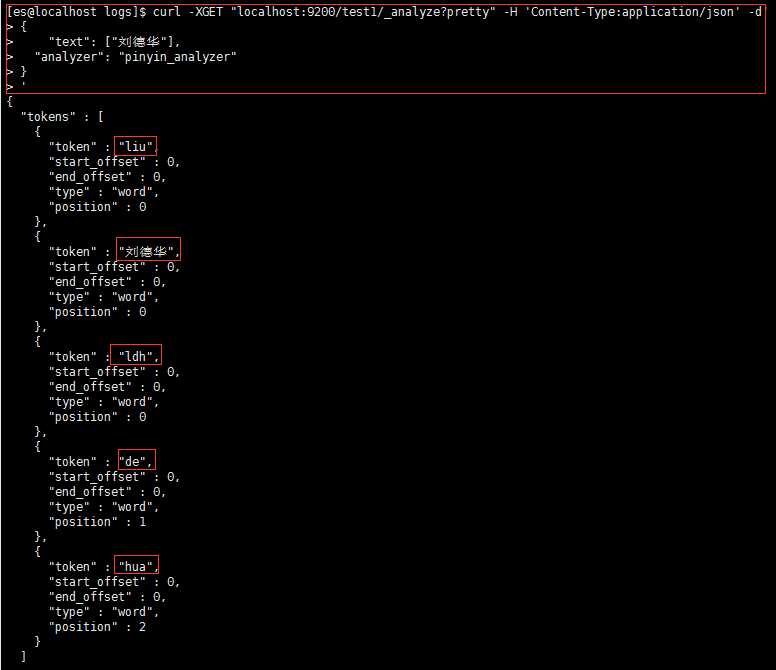 [es@localhost logs]$ curl -XGET "localhost:9200/test1/_analyze?pretty" -H 'Content-Type:application/json' -d'
> {
>     "text": ["刘德华"],
>   "analyzer": "pinyin_analyzer"
> }
> '
{
  "tokens" : [
    {
      "token" : "liu",
      "start_offset" : 0,
      "end_offset" : 0,
      "type" : "word",
      "position" : 0
    },
    {
      "token" : "刘德华",
      "start_offset" : 0,
      "end_offset" : 0,
      "type" : "word",
      "position" : 0
    },
    {
      "token" : "ldh",
      "start_offset" : 0,
      "end_offset" : 0,
      "type" : "word",
      "position" : 0
    },
    {
      "token" : "de",
      "start_offset" : 0,
      "end_offset" : 0,
      "type" : "word",
      "position" : 1
    },
    {
      "token" : "hua",
      "start_offset" : 0,
      "end_offset" : 0,
      "type" : "word",
      "position" : 2
    }
  ]